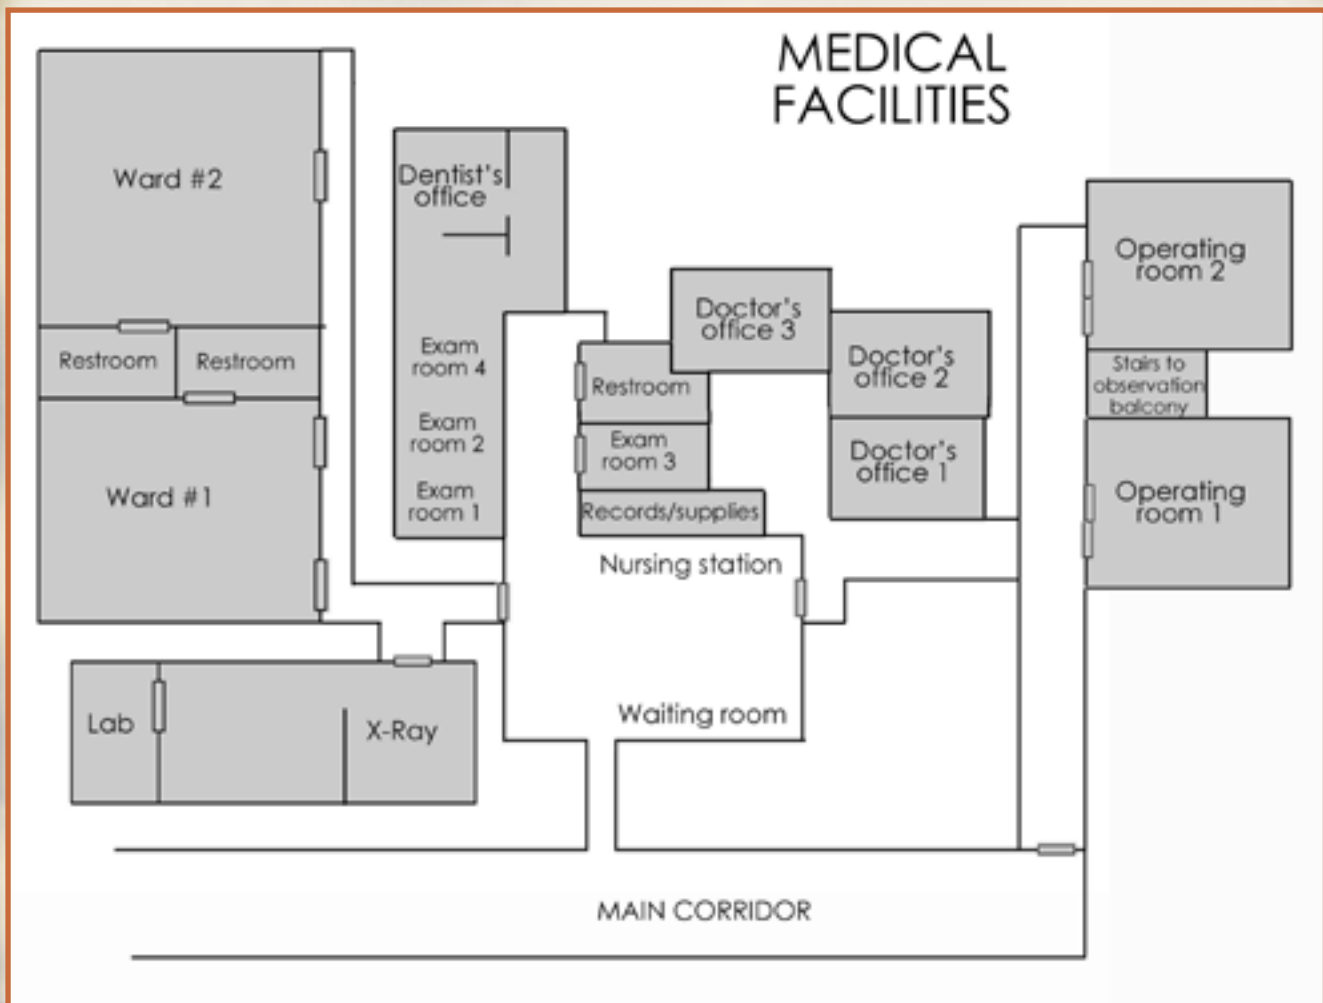 MEDICAL
FACILITIES
Ward #2
Dentist's
office
Operating
room 2
Doctor's
office 3
Doctor's
office 2
Restroom
Restroom
Exam
room 4
Restroom
Stairs to
observation
balcony
Exam
room 2
Exam
room 3
Doctor's
office 1
Ward #1
Exam
room 1
Records/supplies
Operating
room 1
Nursing station
Lab
X-Ray
Waiting room
MAIN CORRIDOR